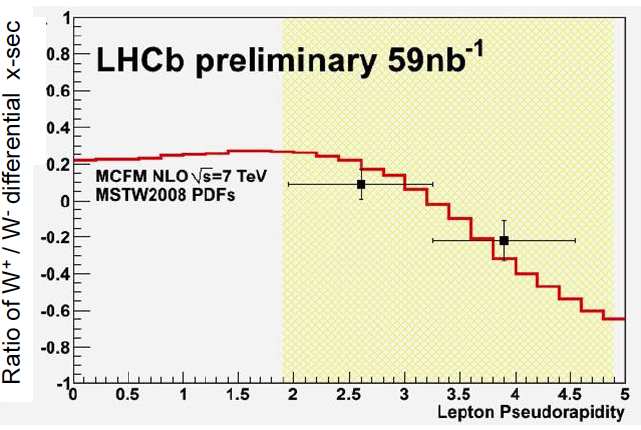 Ratio of W⁺ / W⁻ differential x-sec
1
0.8
0.6
0.4
0.2
0
-0.2
-0.4
-0.6
-0.8
-1
LHCb preliminary 59nb⁻¹
MCFM NLO √s=7 TeV
MSTW2008 PDFs
0 0.5 1 1.5 2 2.5 3 3.5 4 4.5 5
Lepton Pseudorapidity